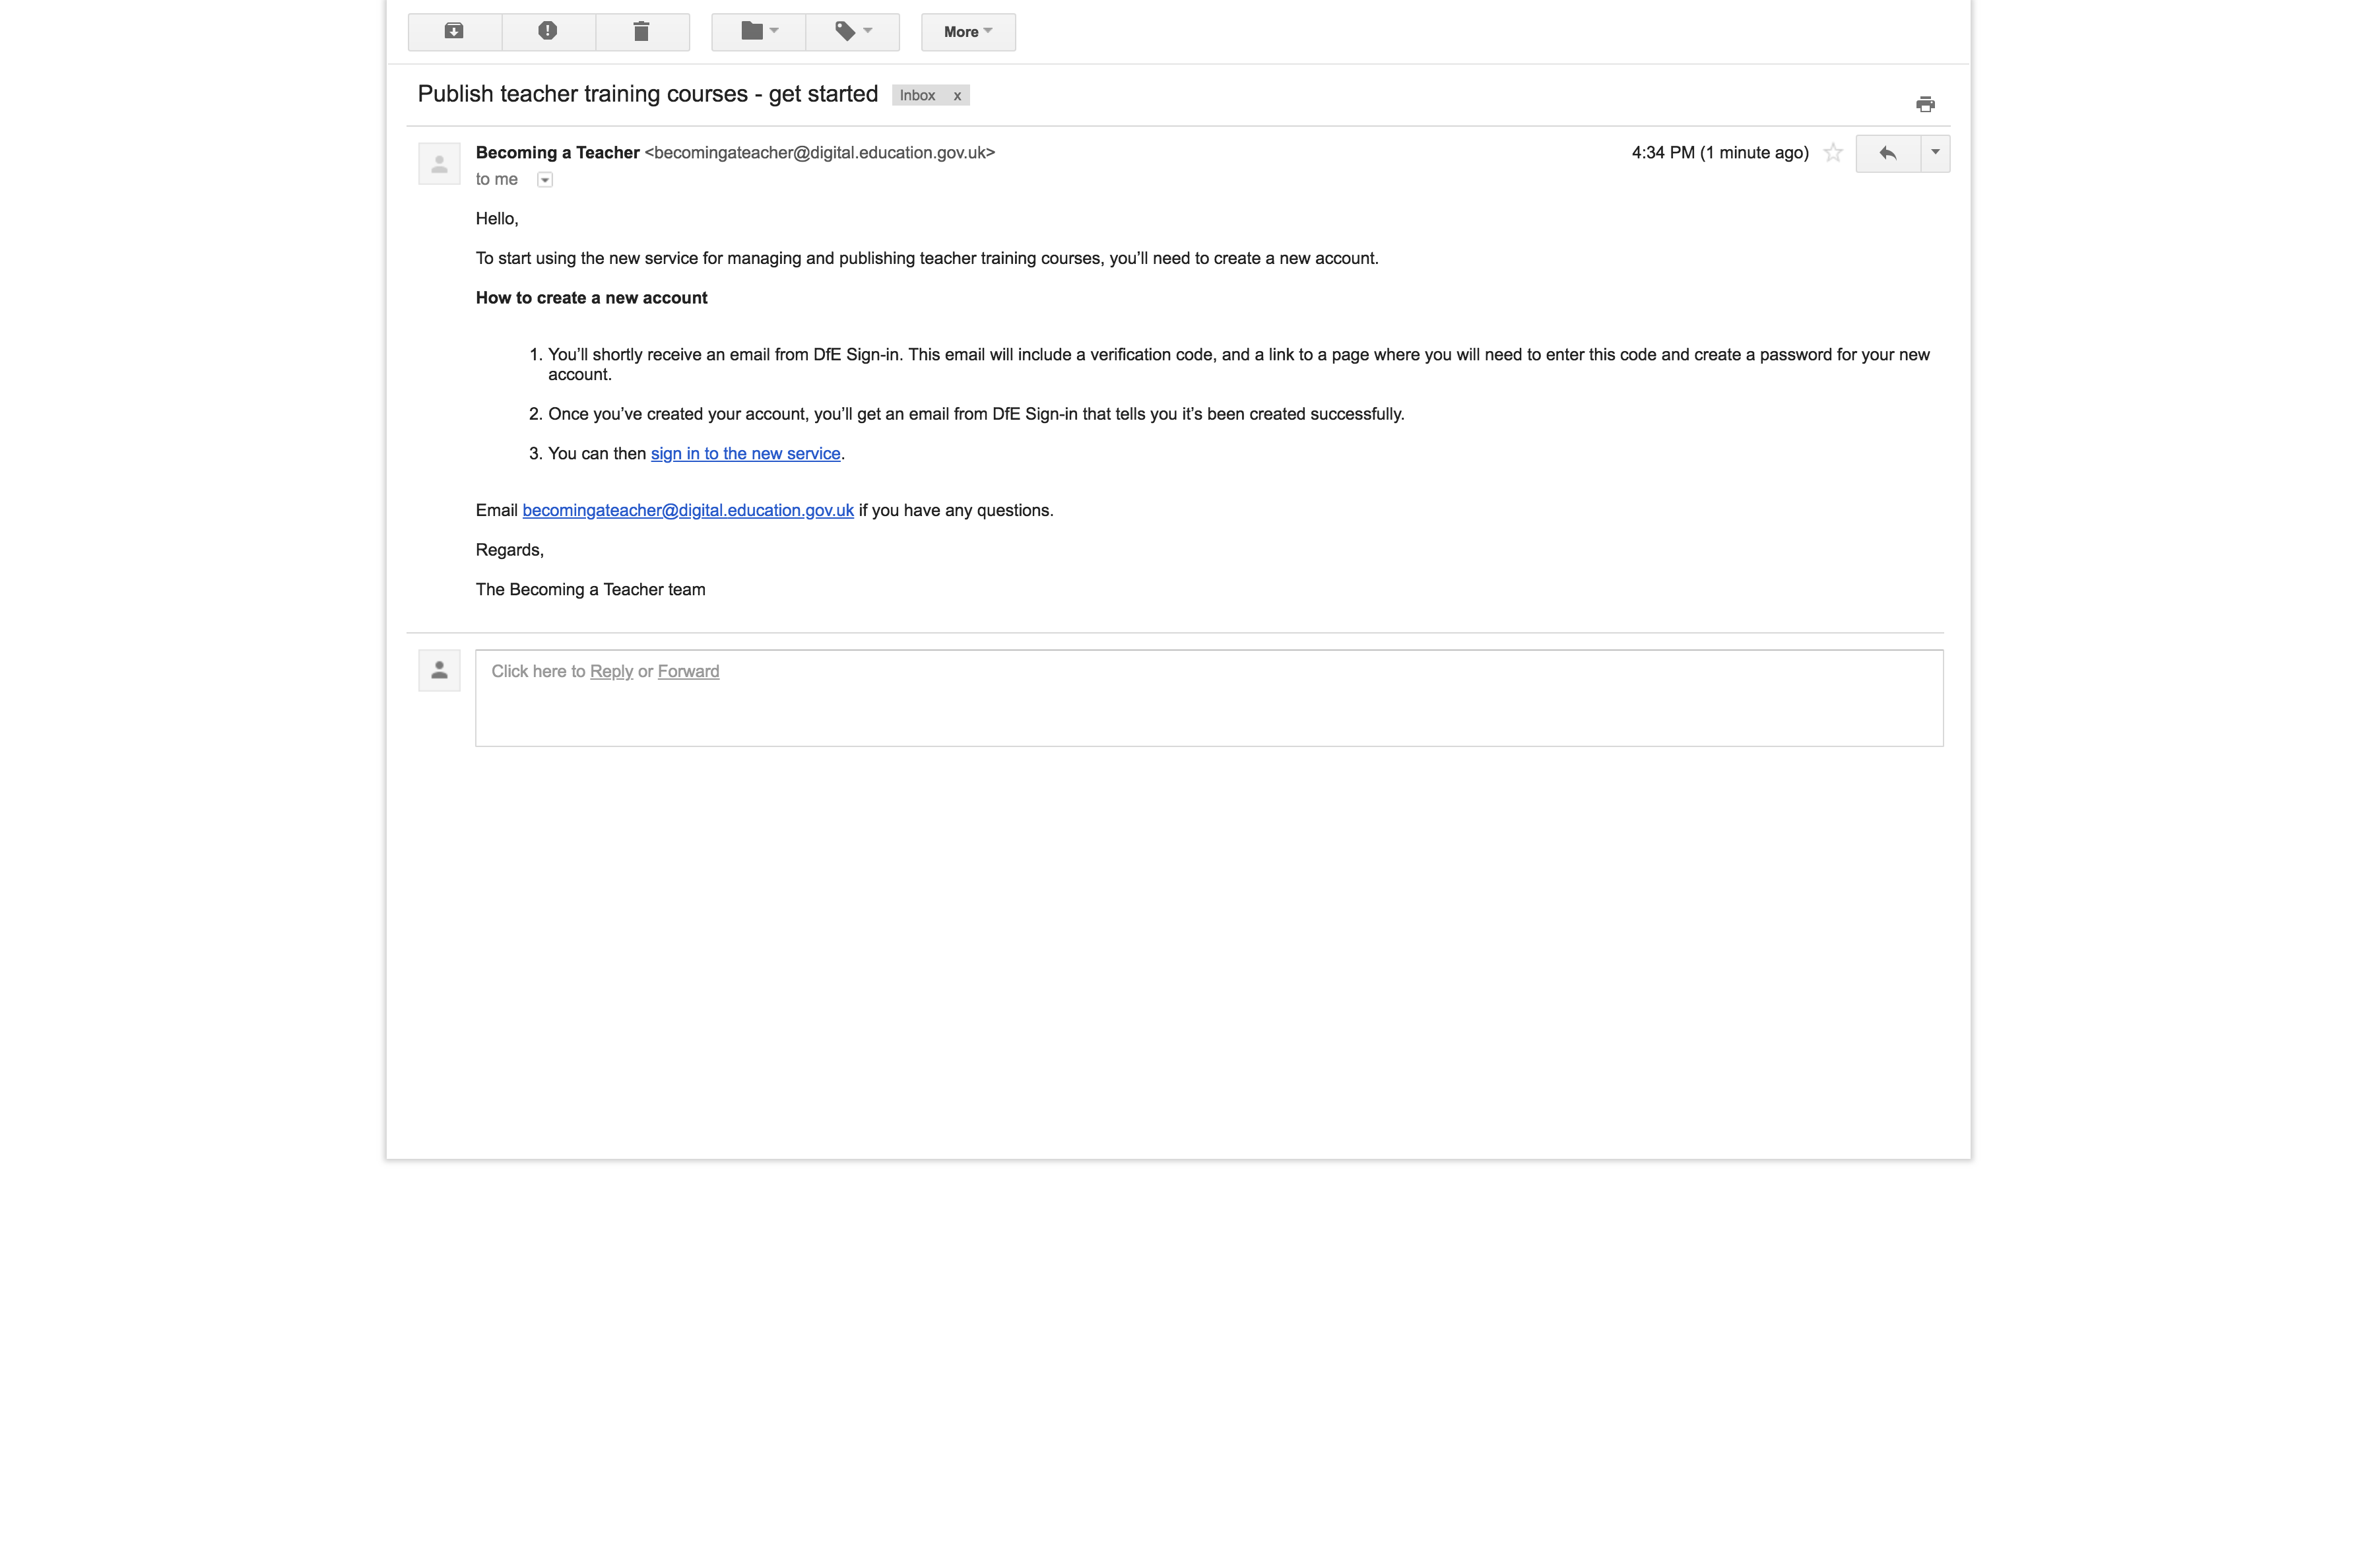 More
Publish teacher training courses - get started Inbox x
Becoming a Teacher <becomingateacher@digital.education.gov.uk> 4:34 PM (1 minute ago)
to me
Hello,
To start using the new service for managing and publishing teacher training courses, you’ll need to create a new account.
How to create a new account
1. You’ll shortly receive an email from DfE Sign-in. This email will include a verification code, and a link to a page where you will need to enter this code and create a password for your new
account.
2. Once you’ve created your account, you’ll get an email from DfE Sign-in that tells you it’s been created successfully.
3. You can then sign in to the new service.
Email becomingateacher@digital.education.gov.uk if you have any questions.
Regards,
The Becoming a Teacher team
Click here to Reply or Forward